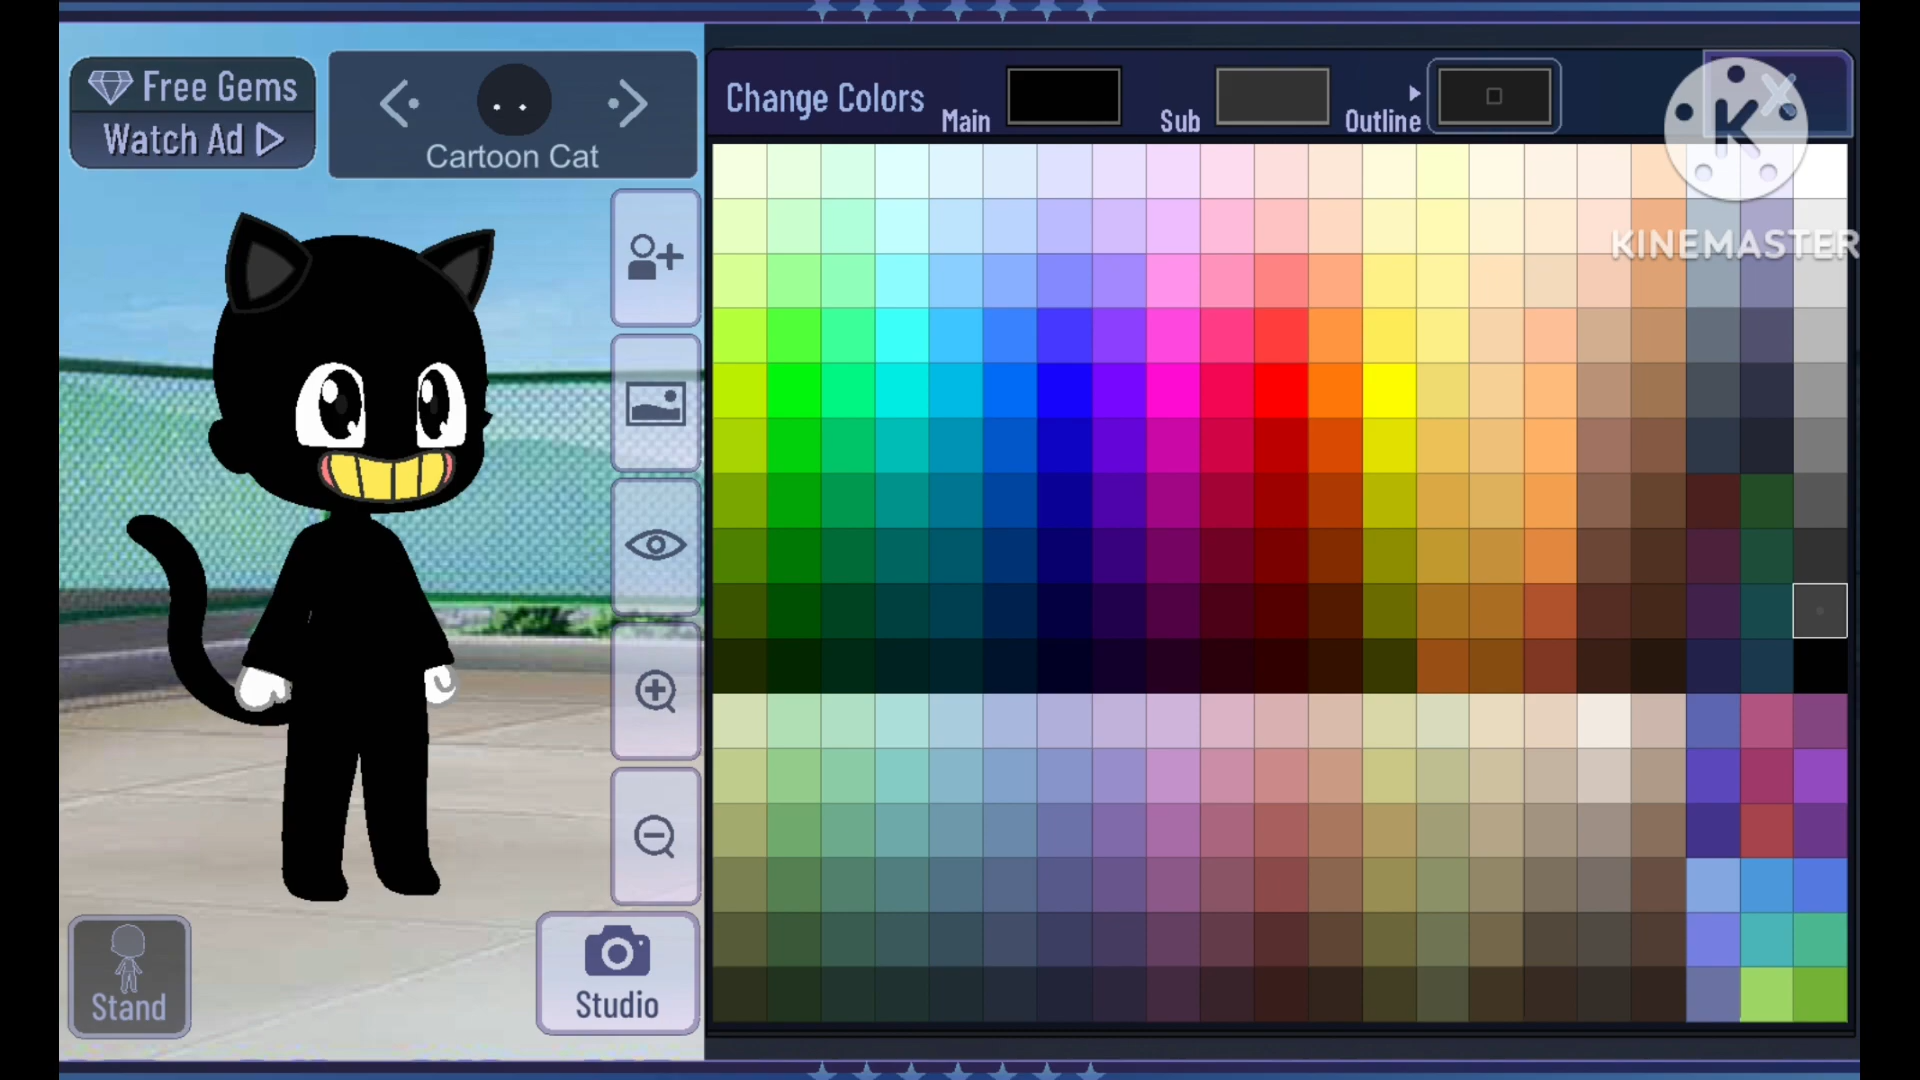 Free Gems
Watch Ad
Cartoon Cat
Change Colors
Main
Sub
Outline
K
KINEMASTER
Stand
Studio